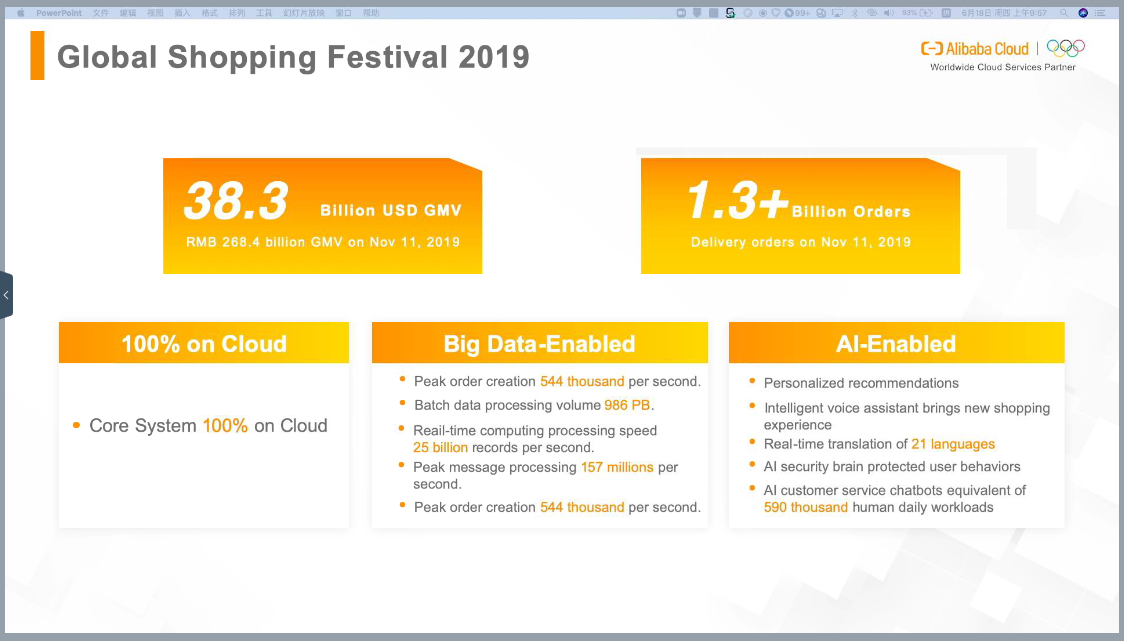 PowerPoint 文件 编辑 视图 插入 格式 排列 工具 幻灯片放映 窗口 帮助 99+ 93% 6月18日 周四 上午9:57
Global Shopping Festival 2019
Alibaba Cloud
Worldwide Cloud Services Partner
38.3 Billion USD GMV
RMB 268.4 billion GMV on Nov 11, 2019
1.3+ Billion Orders
Delivery orders on Nov 11, 2019
100% on Cloud
• Core System 100% on Cloud
Big Data-Enabled
• Peak order creation 544 thousand per second.
• Batch data processing volume 986 PB.
• Reail-time computing processing speed
25 billion records per second.
• Peak message processing 157 millions per
second.
• Peak order creation 544 thousand per second.
AI-Enabled
• Personalized recommendations
• Intelligent voice assistant brings new shopping
experience
• Real-time translation of 21 languages
• AI security brain protected user behaviors
• AI customer service chatbots equivalent of
590 thousand human daily workloads